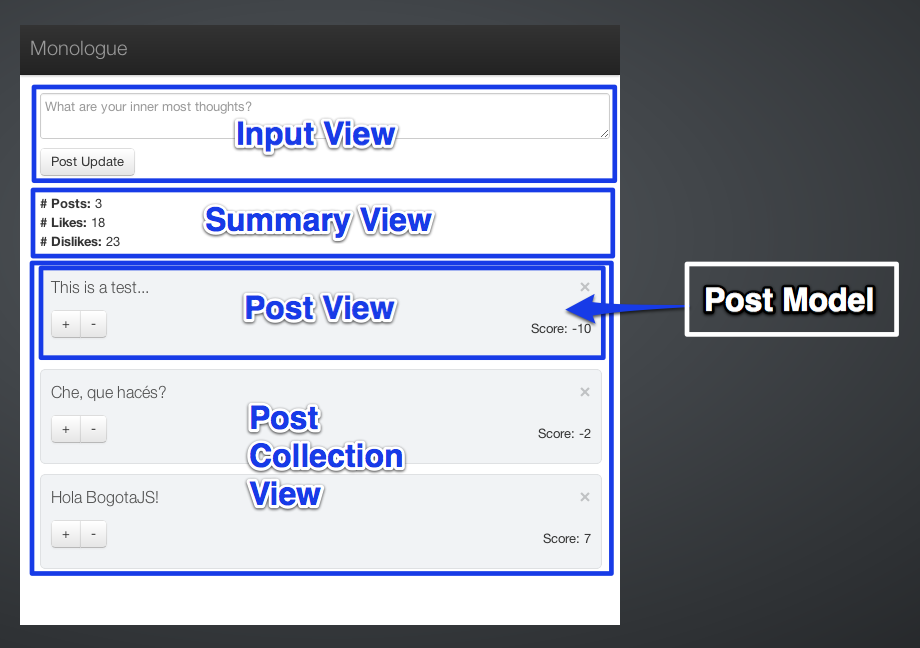 Monologue
What are your inner most thoughts?
Input View
Post Update
# Posts: 3
# Likes: 18
# Dislikes: 23
Summary View
This is a test...
×
Post View
+ -
Score: -10
Post Model
Che, que hacés?
×
+ -
Score: -2
Post
Collection
View
Hola BogotaJS!
×
+ -
Score: 7